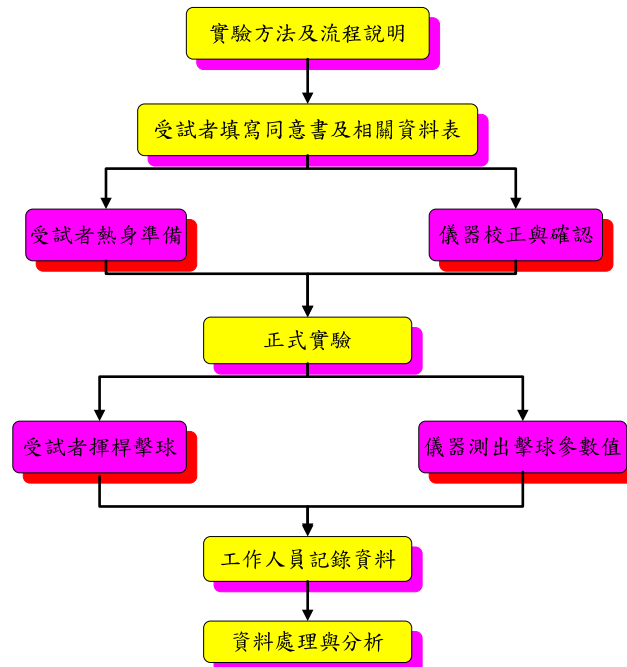 實驗方法及流程說明
受試者填寫同意書及相關資料表
受試者熱身準備
儀器校正與確認
正式實驗
受試者揮桿擊球
儀器測出擊球參數值
工作人員記錄資料
資料處理與分析